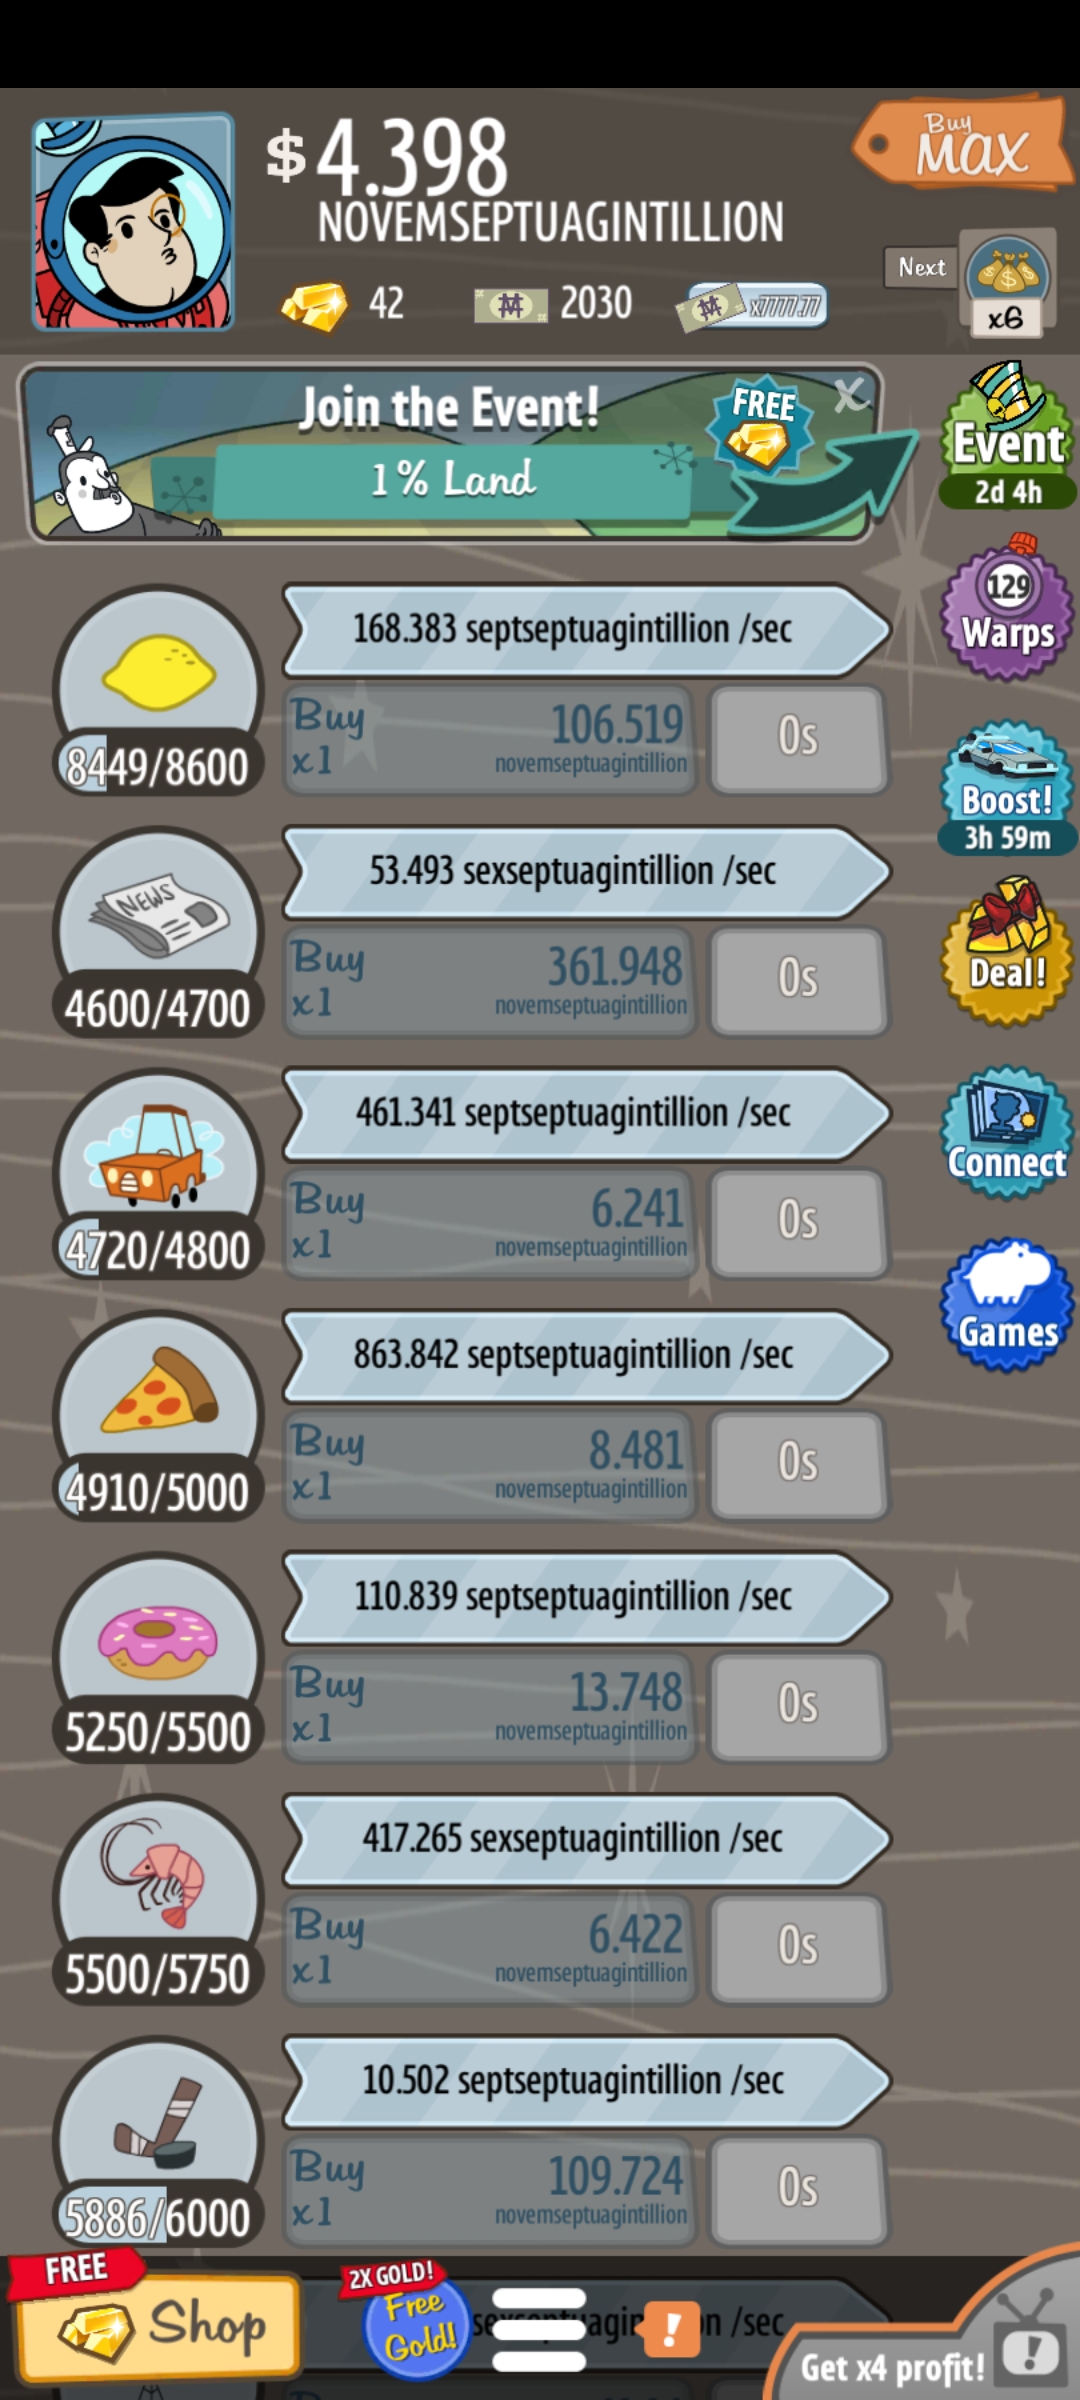 $4.398
NOVEMSEPTUAGINTILLION
Buy
MAX
42
2030
x7777.77
Next
x6
Join the Event!
1% Land
FREE
X
Event
2d 4h
168.383 septseptuagintillion /sec
129
Warps
Buy
x1
106.519
novemseptuagintillion
0s
8449/8600
Boost!
3h 59m
53.493 sexseptuagintillion /sec
NEWS
Buy
x1
361.948
novemseptuagintillion
0s
4600/4700
Deal!
461.341 septseptuagintillion /sec
Connect
Buy
x1
6.241
novemseptuagintillion
0s
4720/4800
Games
863.842 septseptuagintillion /sec
Buy
x1
8.481
novemseptuagintillion
0s
4910/5000
110.839 septseptuagintillion /sec
Buy
x1
13.748
novemseptuagintillion
0s
5250/5500
417.265 sexseptuagintillion /sec
Buy
x1
6.422
novemseptuagintillion
0s
5500/5750
10.502 septseptuagintillion /sec
Buy
x1
109.724
novemseptuagintillion
0s
5886/6000
FREE
Shop
2X GOLD!
Free
Gold!
!
/sec
Get x4 profit!
!